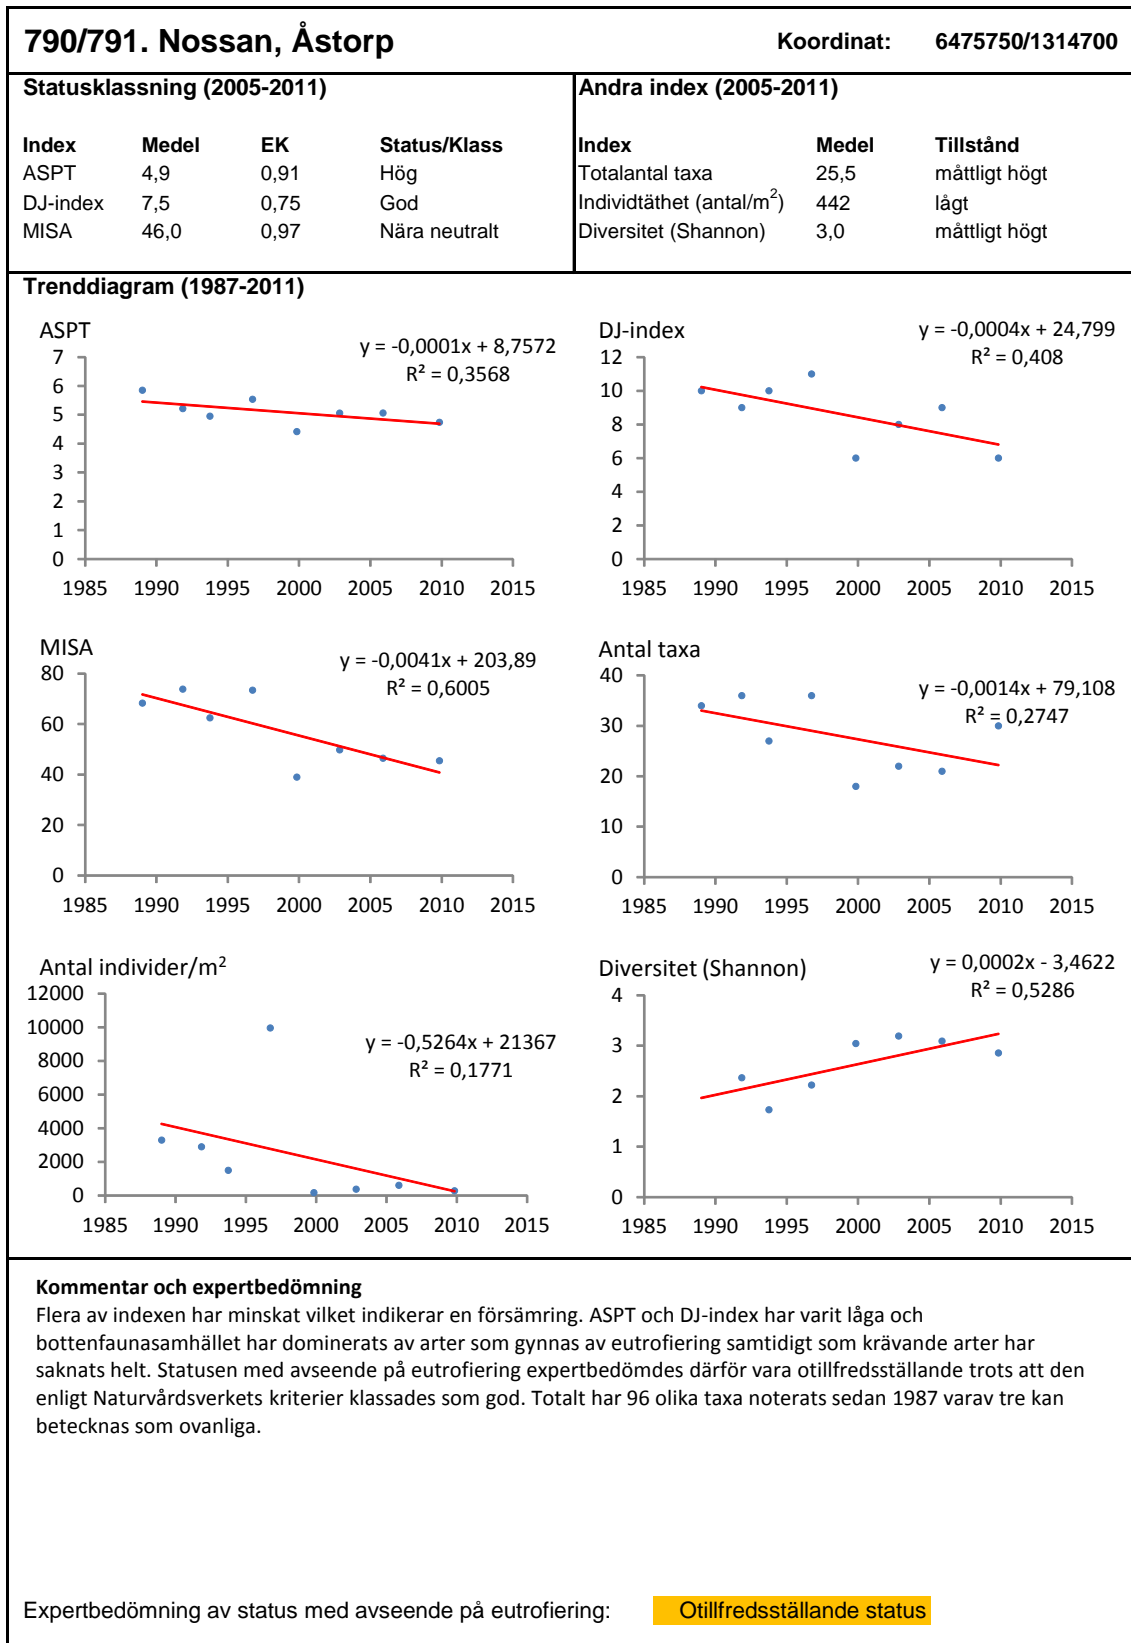 790/791. Nossan, Åstorp Koordinat: 6475750/1314700
Statusklassning (2005-2011)
Index Medel EK Status/Klass
ASPT 4,9 0,91 Hög
DJ-index 7,5 0,75 God
MISA 46,0 0,97 Nära neutralt
Andra index (2005-2011)
Index Medel Tillstånd
Totalantal taxa 25,5 måttligt högt
Individtäthet (antal/m²) 442 lågt
Diversitet (Shannon) 3,0 måttligt högt
Trenddiagram (1987-2011)
ASPT
y = -0,0001x + 8,7572
R² = 0,3568
7
6
5
4
3
2
1
0
1985 1990 1995 2000 2005 2010 2015
DJ-index
y = -0,0004x + 24,799
R² = 0,408
12
10
8
6
4
2
0
1985 1990 1995 2000 2005 2010 2015
MISA
y = -0,0041x + 203,89
R² = 0,6005
80
60
40
20
0
1985 1990 1995 2000 2005 2010 2015
Antal taxa
y = -0,0014x + 79,108
R² = 0,2747
40
30
20
10
0
1985 1990 1995 2000 2005 2010 2015
Antal individer/m²
y = -0,5264x + 21367
R² = 0,1771
12000
10000
8000
6000
4000
2000
0
1985 1990 1995 2000 2005 2010 2015
Diversitet (Shannon)
y = 0,0002x - 3,4622
R² = 0,5286
4
3
2
1
0
1985 1990 1995 2000 2005 2010 2015
Kommentar och expertbedömning
Flera av indexen har minskat vilket indikerar en försämring. ASPT och DJ-index har varit låga och
bottenfaunasamhället har dominerats av arter som gynnas av eutrofiering samtidigt som krävande arter har
saknats helt. Statusen med avseende på eutrofiering expertbedömdes därför vara otillfredsställande trots att den
enligt Naturvårdsverkets kriterier klassades som god. Totalt har 96 olika taxa noterats sedan 1987 varav tre kan
betecknas som ovanliga.
Expertbedömning av status med avseende på eutrofiering: Otillfredsställande status